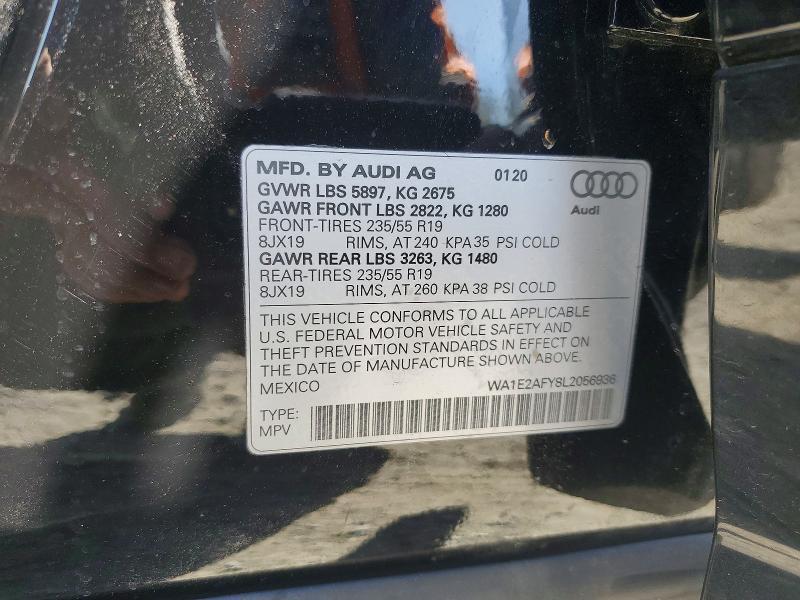 MFD. BY AUDI AG 0120
GVWR LBS 5897, KG 2675
GAWR FRONT LBS 2822, KG 1280
Audi
FRONT-TIRES 235/55 R19
8JX19 RIMS, AT 240 KPA 35 PSI COLD
GAWR REAR LBS 3263, KG 1480
REAR-TIRES 235/55 R19
8JX19 RIMS, AT 260 KPA 38 PSI COLD
THIS VEHICLE CONFORMS TO ALL APPLICABLE
U.S. FEDERAL MOTOR VEHICLE SAFETY AND
THEFT PREVENTION STANDARDS IN EFFECT ON
THE DATE OF MANUFACTURE SHOWN ABOVE.
MEXICO WA1E2AFY8L2056936
TYPE:
MPV